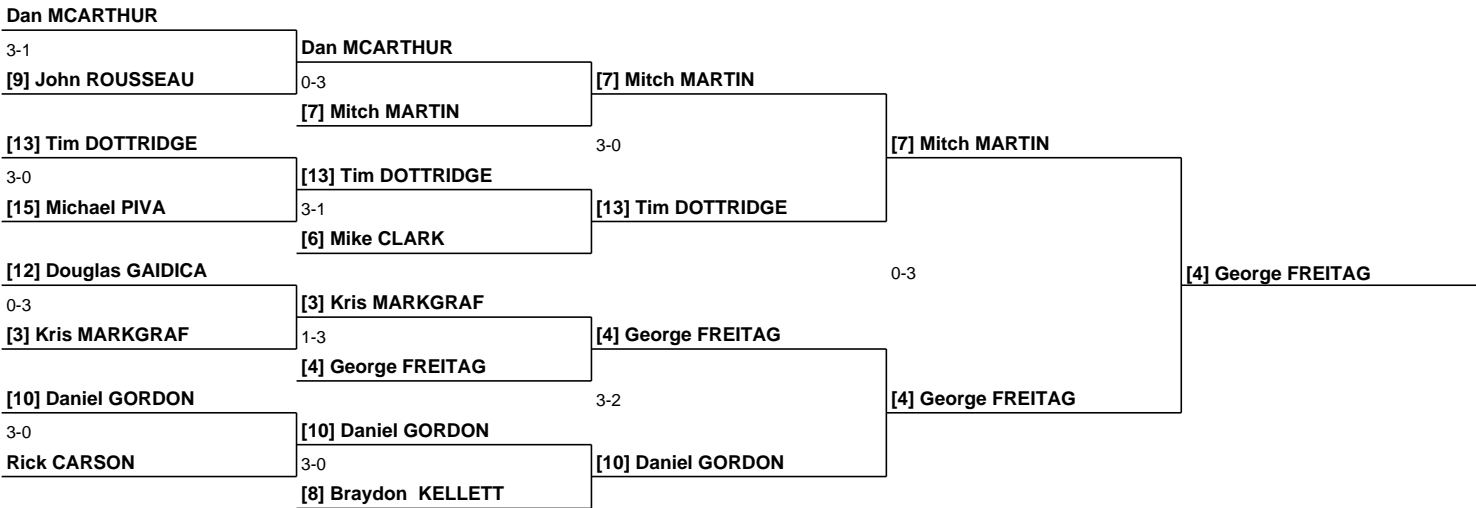 Dan MCARTHUR
3-1
[9] John ROUSSEAU
[13] Tim DOTTRIDGE
3-0
[15] Michael PIVA
[12] Douglas GAIDICA
0-3
[3] Kris MARKGRAF
[10] Daniel GORDON
3-0
Rick CARSON
Dan MCARTHUR
0-3
[7] Mitch MARTIN
[13] Tim DOTTRIDGE
3-1
[6] Mike CLARK
[3] Kris MARKGRAF
1-3
[4] George FREITAG
[10] Daniel GORDON
3-0
[8] Braydon  KELLETT
[7] Mitch MARTIN
3-0
[13] Tim DOTTRIDGE
[4] George FREITAG
3-2
[10] Daniel GORDON
[7] Mitch MARTIN
0-3
[4] George FREITAG
[4] George FREITAG